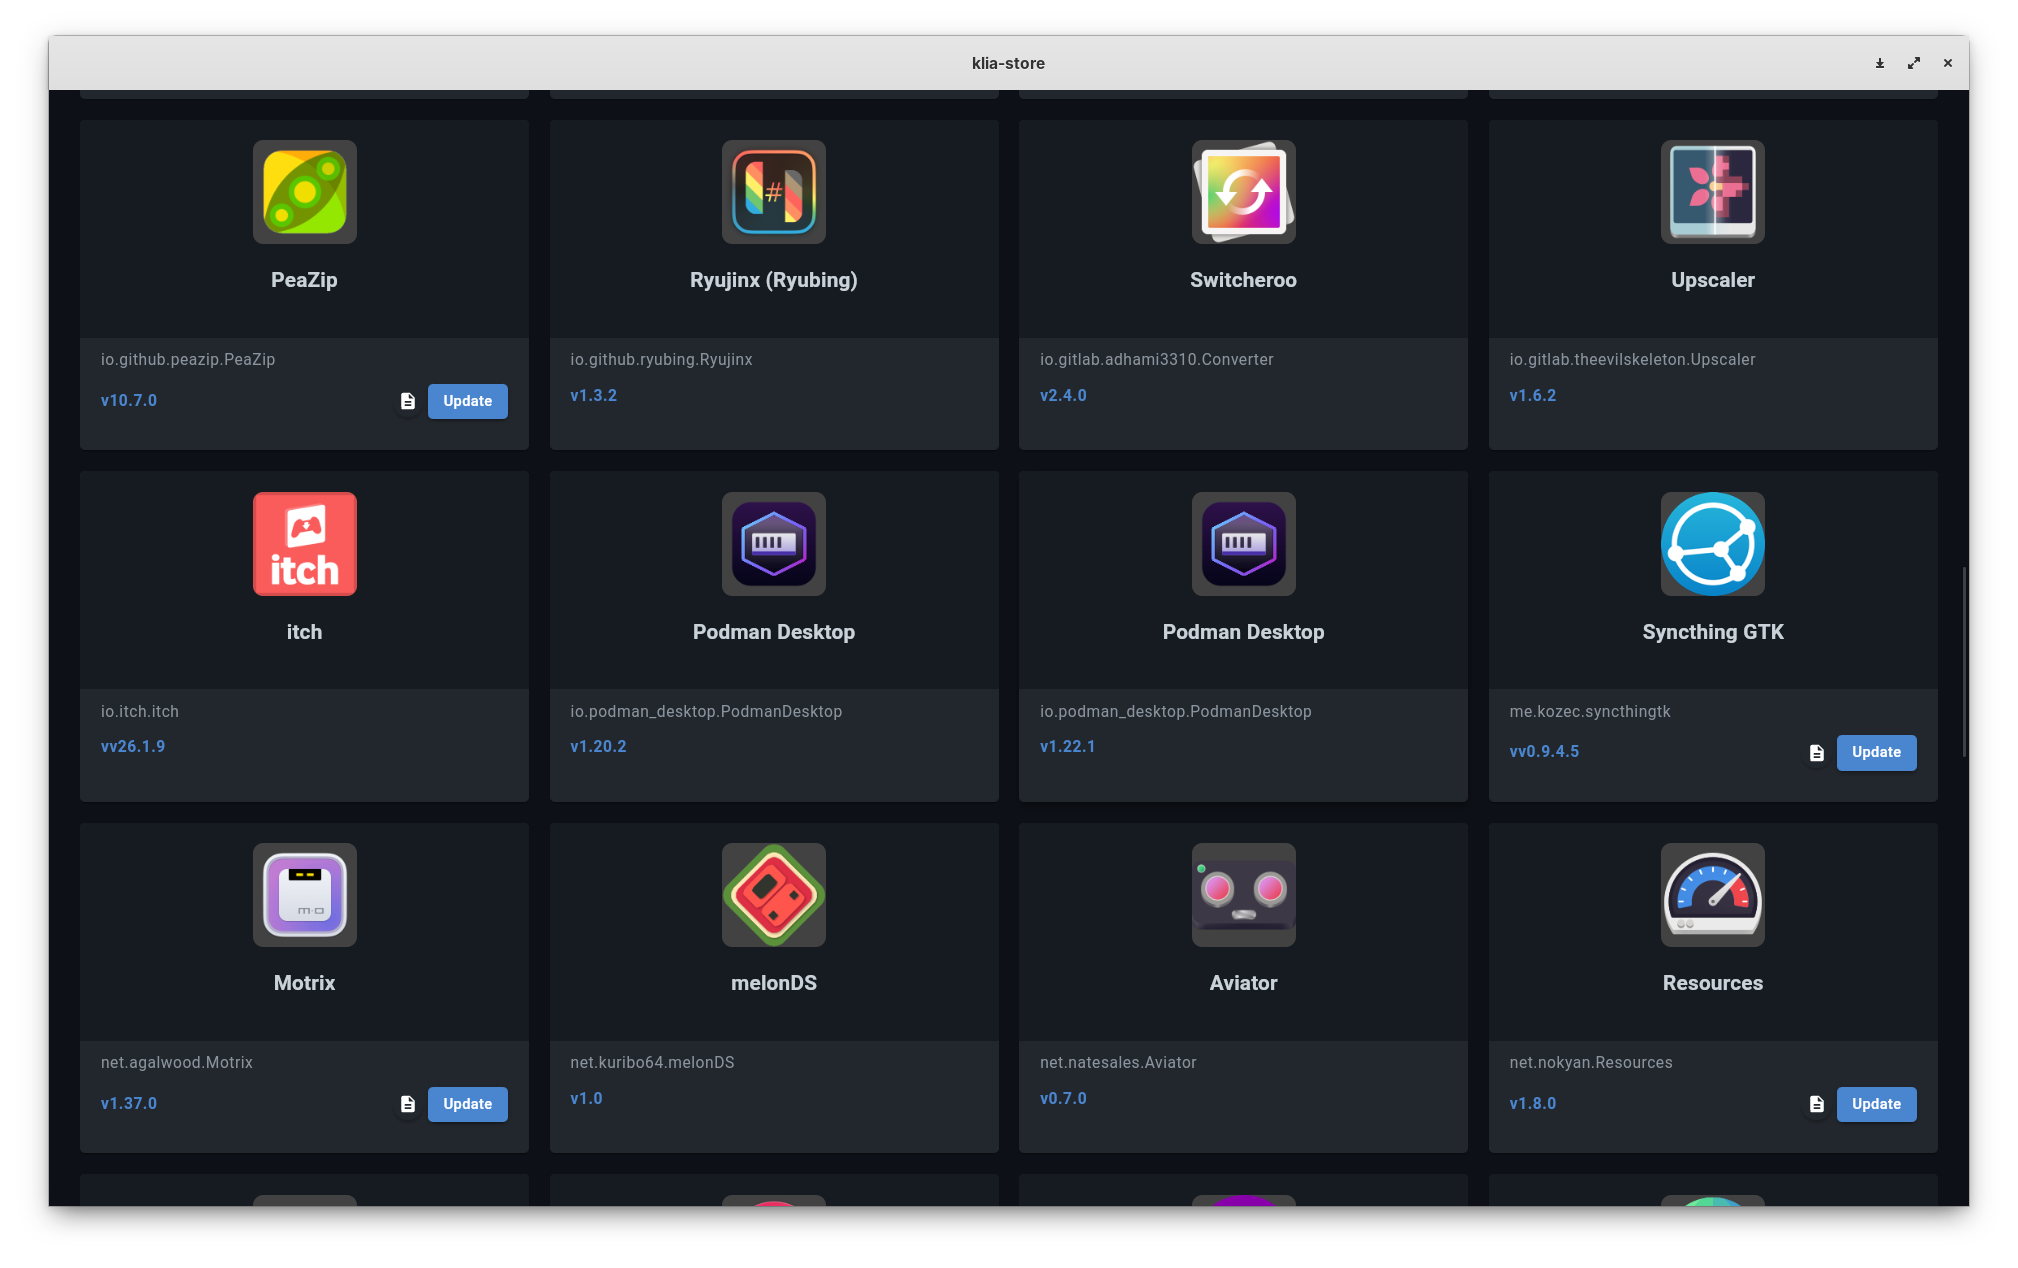 klia-store
PeaZip
Ryujinx (Ryubing)
Switcheroo
Upscaler
io.github.peazip.PeaZip
io.github.ryubing.Ryujinx
io.gitlab.adhami3310.Converter
io.gitlab.theevilskeleton.Upscaler
v10.7.0
Update
v1.3.2
v2.4.0
v1.6.2
itch
itch
Podman Desktop
Podman Desktop
Syncthing GTK
io.itch.itch
io.podman_desktop.PodmanDesktop
io.podman_desktop.PodmanDesktop
me.kozec.syncthingtk
vv26.1.9
v1.20.2
v1.22.1
vv0.9.4.5
Update
m-o
Motrix
melonDS
Aviator
Resources
net.agalwood.Motrix
net.kuribo64.melonDS
net.natesales.Aviator
net.nokyan.Resources
v1.37.0
Update
v1.0
v0.7.0
v1.8.0
Update